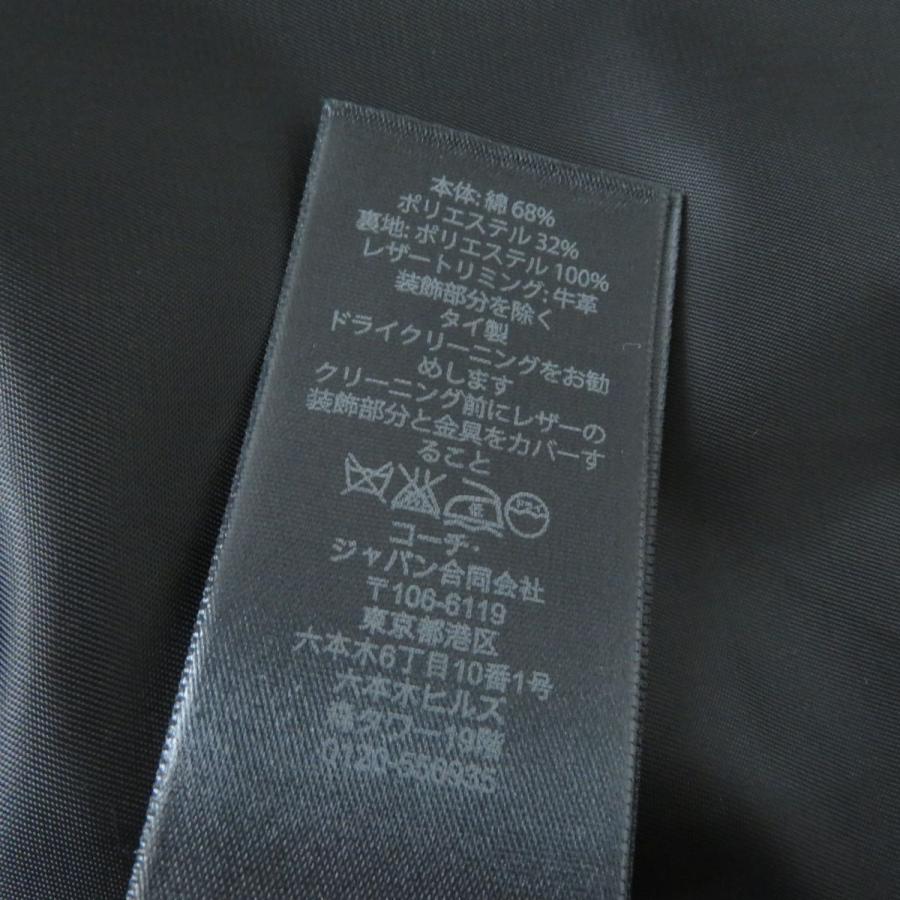 本体: 綿 68%
ポリエステル 32%
裏地: ポリエステル 100%
レザートリミング: 牛革
装飾部分を除く
タイ製
ドライクリーニングをお勧
めします
クリーニング前にレザーの
装飾部分と金具をカバーす
ること
低 ドライ
コーチ・
ジャパン合同会社
〒106-6119
東京都港区
六本木6丁目10番1号
六本木ヒルズ
森タワー19階
0120-556935